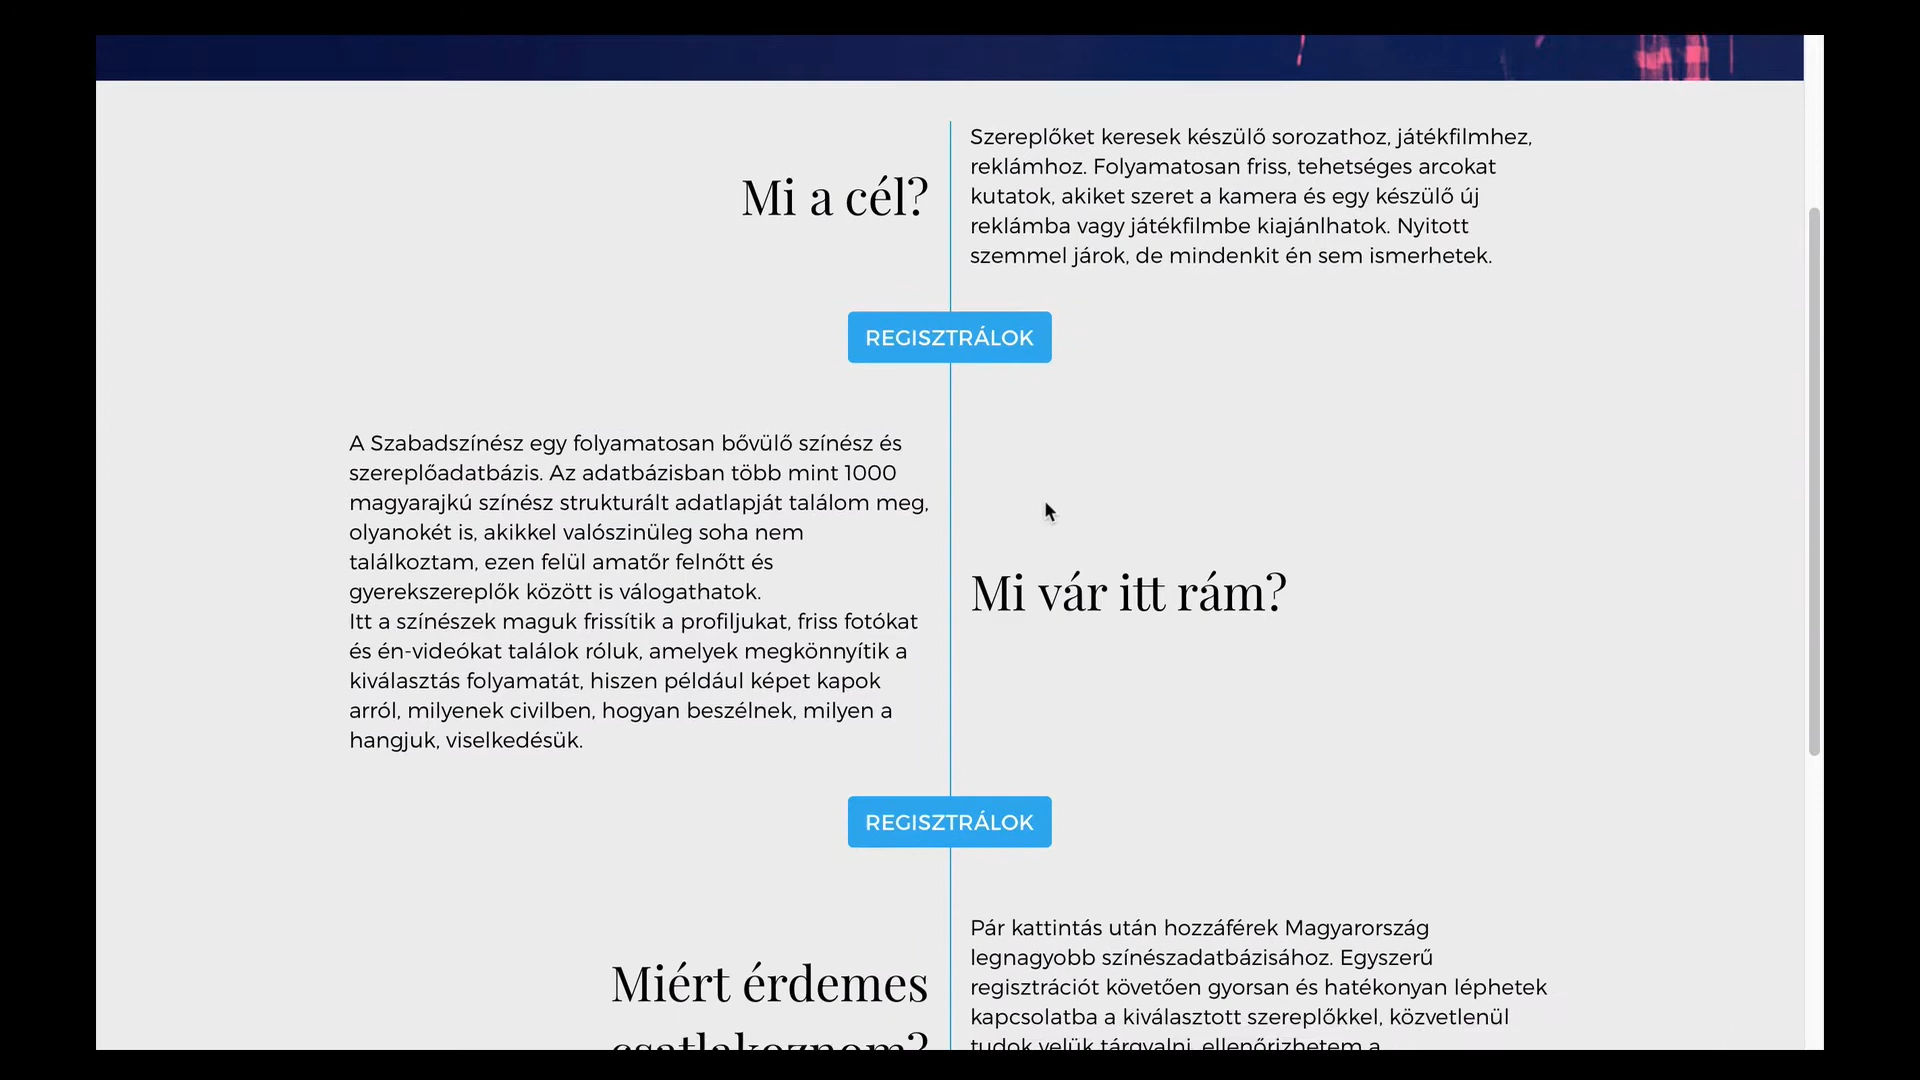 Mi a cél?
Szereplőket keresek készülő sorozathoz, játékfilmhez,
reklámhoz. Folyamatosan friss, tehetséges arcokat
kutatok, akiket szeret a kamera és egy készülő új
reklámba vagy játékfilmbe kiajánlhatok. Nyitott
szemmel járok, de mindenkit én sem ismerhetek.
REGISZTRÁLOK
A Szabadszínész egy folyamatosan bővülő színész és
szereplőadatbázis. Az adatbázisban több mint 1000
magyarajkú színész strukturált adatlapját találom meg,
olyanokét is, akikkel valószinüleg soha nem
találkoztam, ezen felül amatőr felnőtt és
gyerekszereplők között is válogathatok.
Itt a színészek maguk frissítik a profiljukat, friss fotókat
és én-videókat találok róluk, amelyek megkönnyítik a
kiválasztás folyamatát, hiszen például képet kapok
arról, milyenek civilben, hogyan beszélnek, milyen a
hangjuk, viselkedésük.
Mi vár itt rám?
REGISZTRÁLOK
Miért érdemes
csatlakoznom?
Pár kattintás után hozzáférek Magyarország
legnagyobb színészadatbázisához. Egyszerű
regisztrációt követően gyorsan és hatékonyan léphetek
kapcsolatba a kiválasztott szereplőkkel, közvetlenül
tudok velük tárgyalni, ellenőrizhetem a